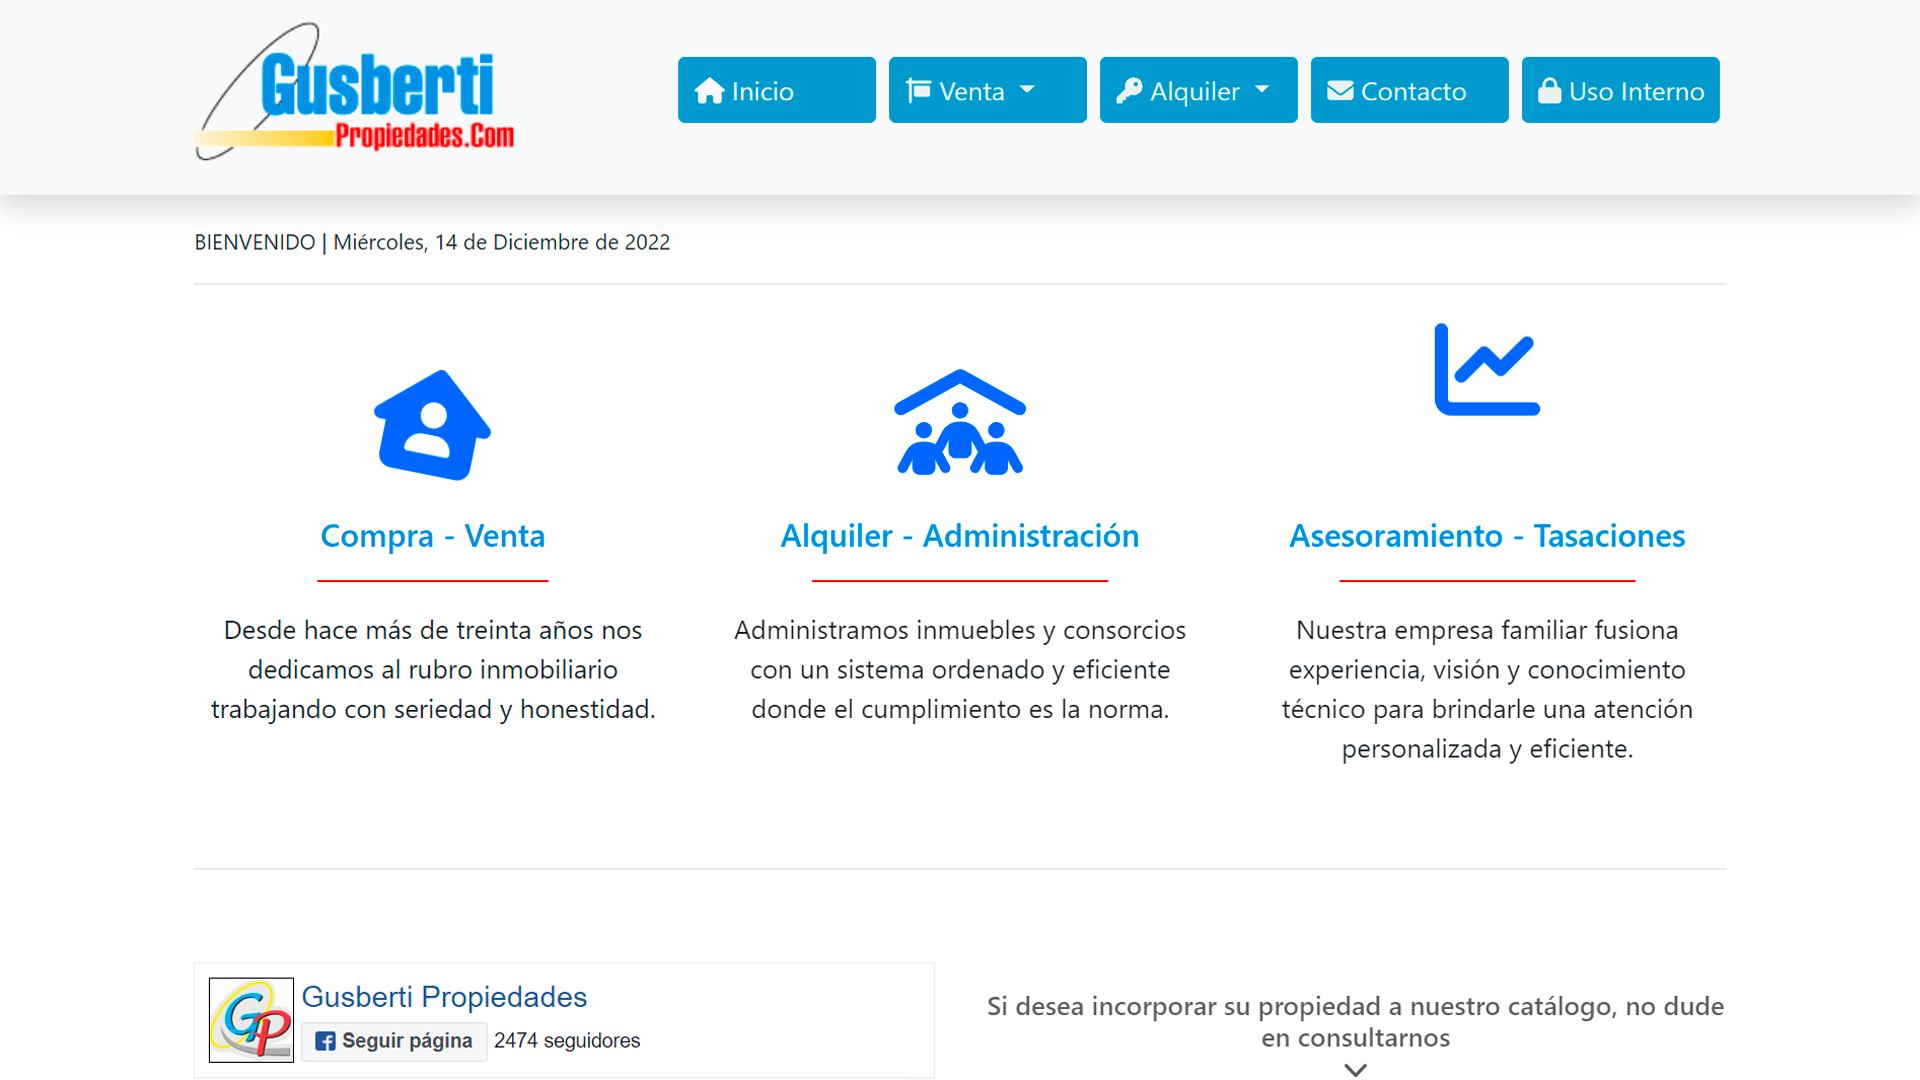 Gusberti
Propiedades.Com
Inicio
Venta
Alquiler
Contacto
Uso Interno
BIENVENIDO | Miércoles, 14 de Diciembre de 2022
Compra - Venta
Desde hace más de treinta años nos
dedicamos al rubro inmobiliario
trabajando con seriedad y honestidad.
Alquiler - Administración
Administramos inmuebles y consorcios
con un sistema ordenado y eficiente
donde el cumplimiento es la norma.
Asesoramiento - Tasaciones
Nuestra empresa familiar fusiona
experiencia, visión y conocimiento
técnico para brindarle una atención
personalizada y eficiente.
GP
Gusberti Propiedades
Seguir página
2474 seguidores
Si desea incorporar su propiedad a nuestro catálogo, no dude
en consultarnos